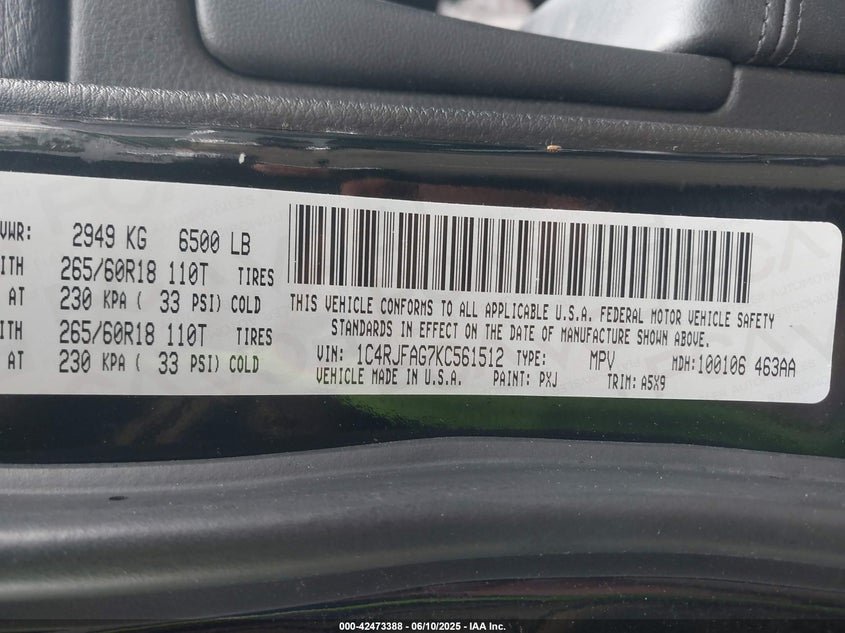 VWR: 2949 KG 6500 LB
ITH 265/60R18 110T TIRES
AT 230 KPA ( 33 PSI) COLD
ITH 265/60R18 110T TIRES
AT 230 KPA ( 33 PSI) COLD
THIS VEHICLE CONFORMS TO ALL APPLICABLE U.S.A. FEDERAL MOTOR VEHICLE SAFETY
STANDARDS IN EFFECT ON THE DATE OF MANUFACTURE SHOWN ABOVE.
VIN: 1C4RJFAG7KC561512 TYPE: MPV MDH:100106 463AA
VEHICLE MADE IN U.S.A. PAINT: PXJ TRIM: A5X9
000-42473388 - 06/10/2025 - IAA Inc.